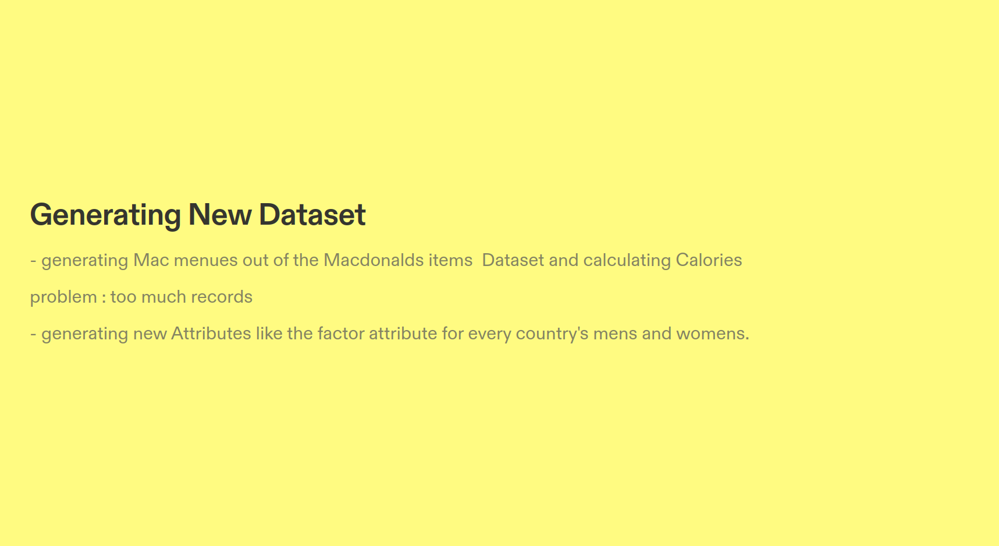 Generating New Dataset
- generating Mac menues out of the Macdonalds items  Dataset and calculating Calories
problem : too much records
- generating new Attributes like the factor attribute for every country's mens and womens.